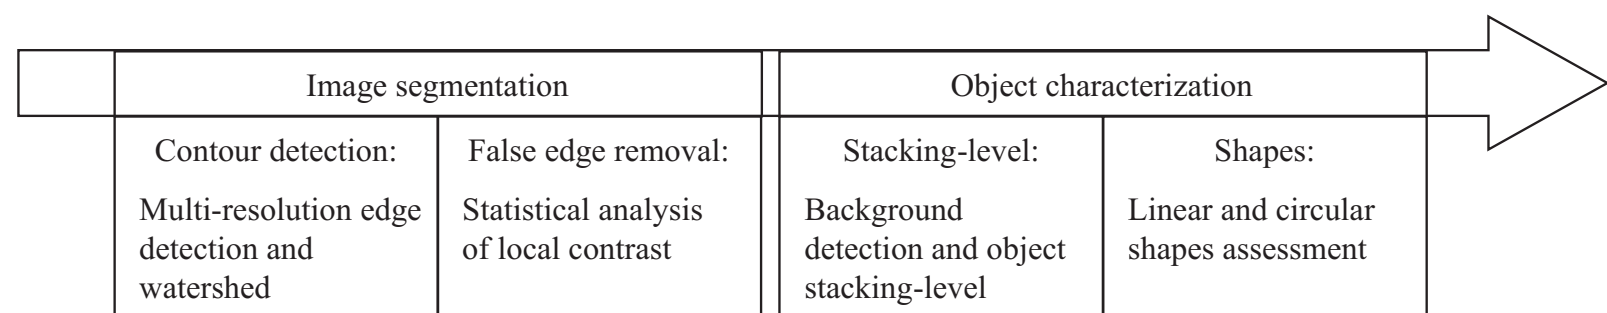 Image segmentation
Object characterization
Contour detection:
Multi-resolution edge
detection and
watershed
False edge removal:
Statistical analysis
of local contrast
Stacking-level:
Background
detection and object
stacking-level
Shapes:
Linear and circular
shapes assessment